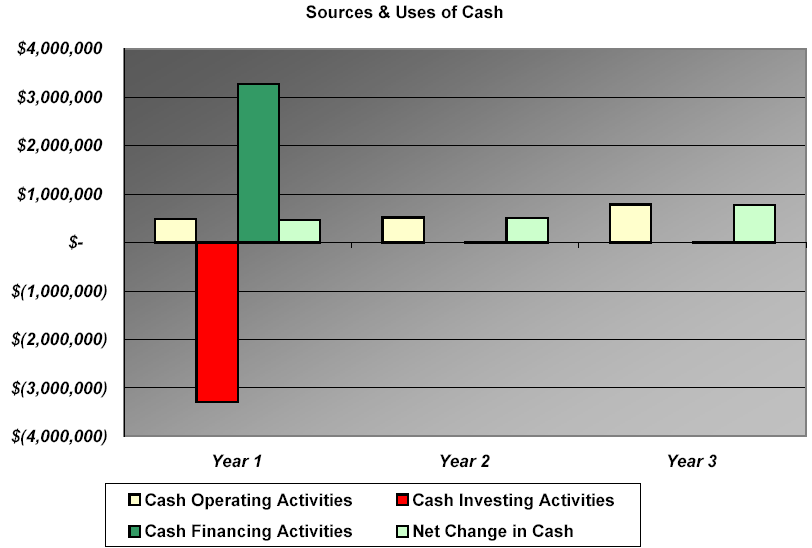 Sources & Uses of Cash
$4,000,000
$3,000,000
$2,000,000
$1,000,000
$-
$(1,000,000)
$(2,000,000)
$(3,000,000)
$(4,000,000)
Year 1 Year 2 Year 3
Cash Operating Activities Cash Investing Activities
Cash Financing Activities Net Change in Cash